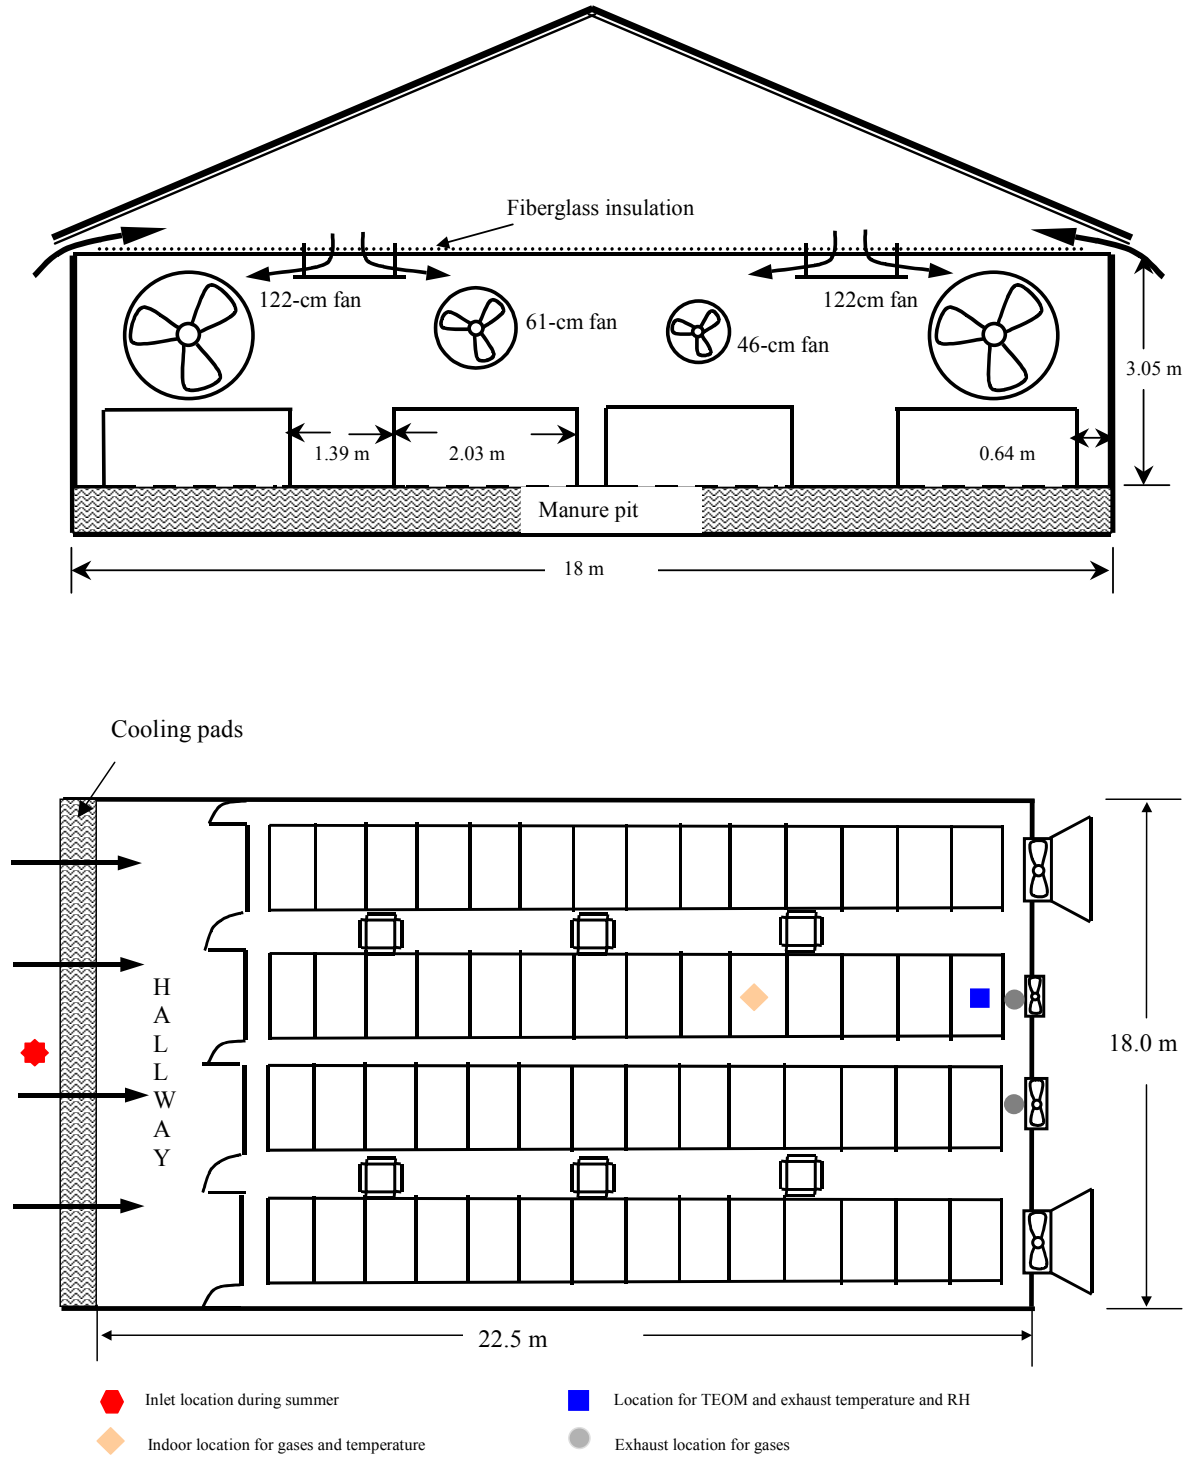 Fiberglass insulation
122-cm fan
61-cm fan
46-cm fan
122cm fan
3.05 m
1.39 m
2.03 m
0.64 m
Manure pit
18 m
Cooling pads
H
A
L
L
W
A
Y
18.0 m
22.5 m
Inlet location during summer
Location for TEOM and exhaust temperature and RH
Indoor location for gases and temperature
Exhaust location for gases